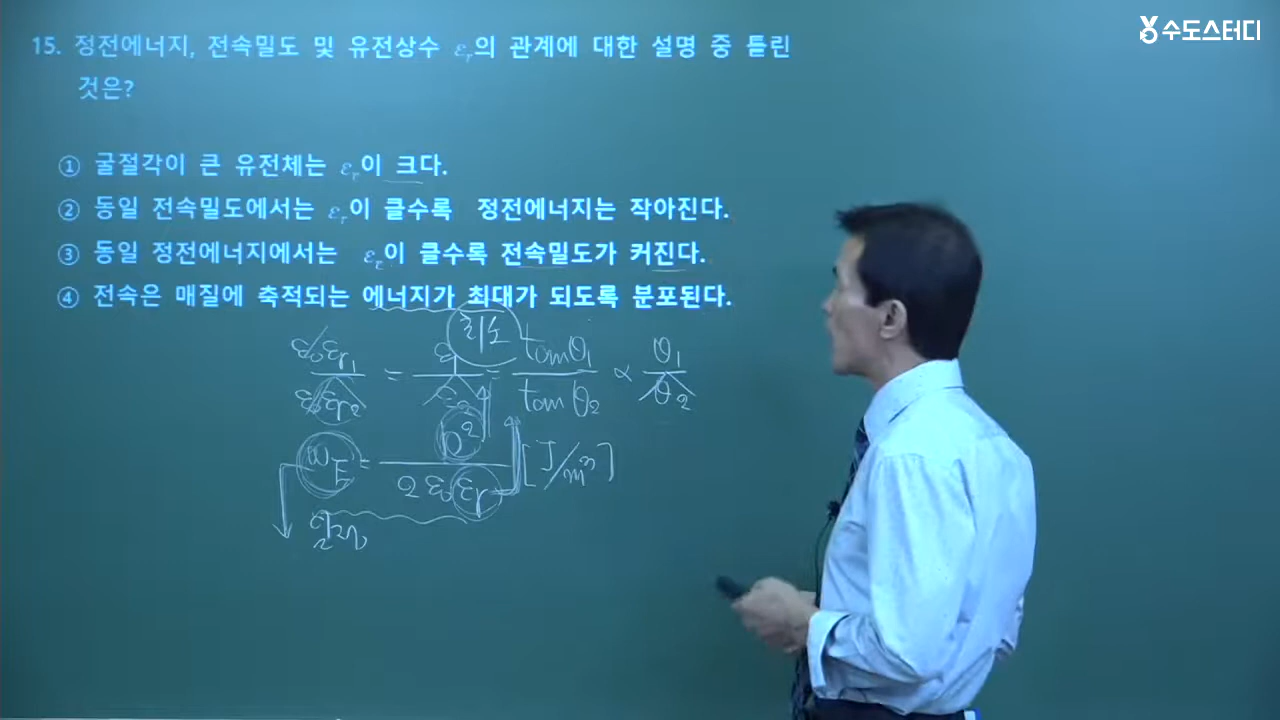 수도스터디
15. 정전에너지, 전속밀도 및 유전상수 εᵣ의 관계에 대한 설명 중 틀린
것은?
① 굴절각이 큰 유전체는 εᵣ이 크다.
② 동일 전속밀도에서는 εᵣ이 클수록 정전에너지는 작아진다.
③ 동일 정전에너지에서는 εᵣ이 클수록 전속밀도가 커진다.
④ 전속은 매질에 축적되는 에너지가 최대가 되도록 분포된다.
최소
ε₀εᵣ₁/ε₀εᵣ₂ = ε₁/ε₂ = tanθ₁/tanθ₂ ∝ θ₁/θ₂
ω_E = D²/2ε₀εᵣ [J/m³]